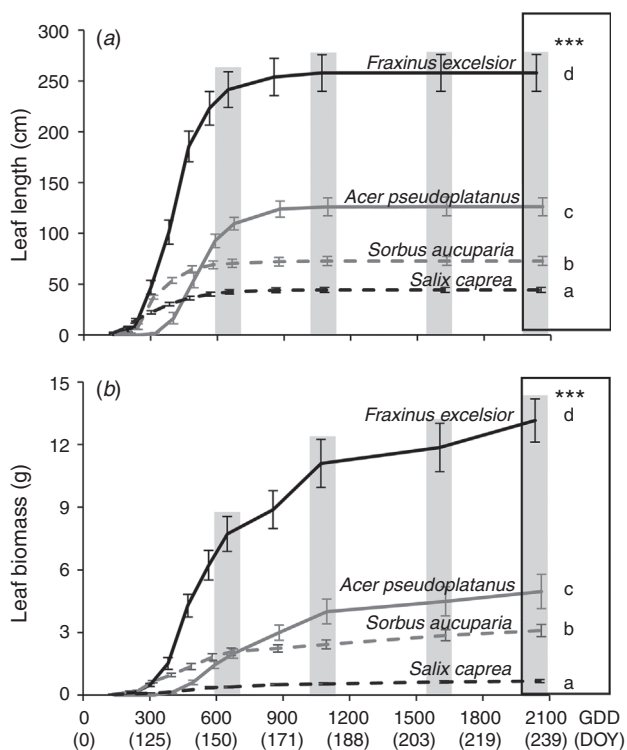 (a)
***
300
Fraxinus excelsior
d
250
200
Leaf length (cm)
150
Acer pseudoplatanus
c
100
Sorbus aucuparia
b
50
Salix caprea
a
0
15
(b)
***
Fraxinus excelsior
d
12
9
Leaf biomass (g)
6
Acer pseudoplatanus
c
Sorbus aucuparia
3
b
Salix caprea
a
0
0 300 600 900 1200 1500 1800 2100 GDD
(0) (125) (150) (171) (188) (203) (219) (239) (DOY)